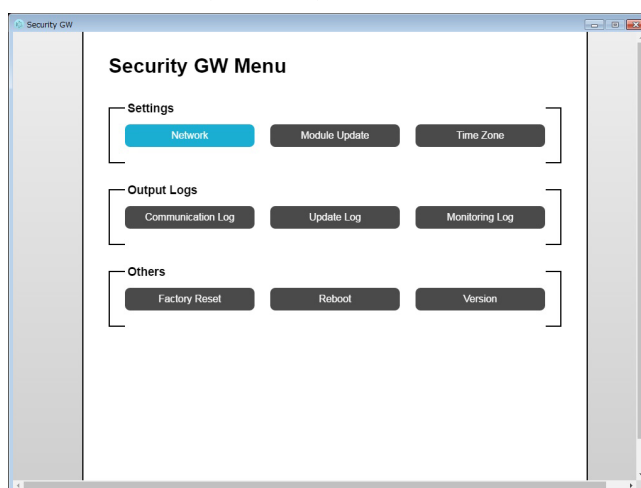 Security GW
Security GW Menu
Settings
Network Module Update Time Zone
Output Logs
Communication Log Update Log Monitoring Log
Others
Factory Reset Reboot Version